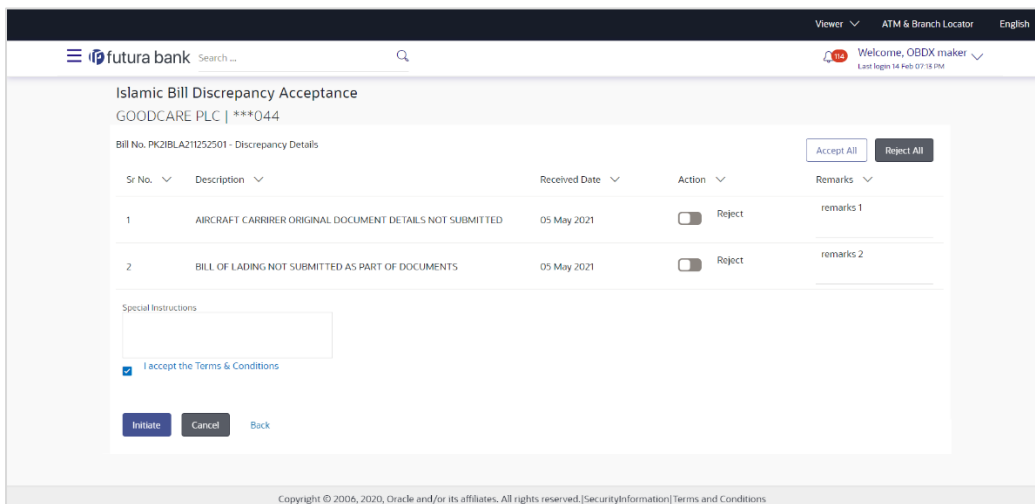 Viewer ATM & Branch Locator English
futura bank Search ... 114 Welcome, OBDX maker
Last login 14 Feb 07:13 PM
Islamic Bill Discrepancy Acceptance
GOODCARE PLC | ***044
Bill No. PK2IBLA211252501 - Discrepancy Details Accept All Reject All
Sr No. Description Received Date Action Remarks
1 AIRCRAFT CARRIRER ORIGINAL DOCUMENT DETAILS NOT SUBMITTED 05 May 2021 Reject remarks 1
2 BILL OF LADING NOT SUBMITTED AS PART OF DOCUMENTS 05 May 2021 Reject remarks 2
Special Instructions
I accept the Terms & Conditions
Initiate Cancel Back
Copyright © 2006, 2020, Oracle and/or its affiliates. All rights reserved.|SecurityInformation|Terms and Conditions